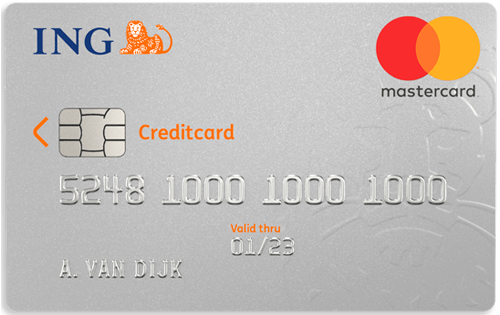 ING
mastercard.
Creditcard
5248 1000 1000 1000
Valid thru
01/23
A. VAN DIJK